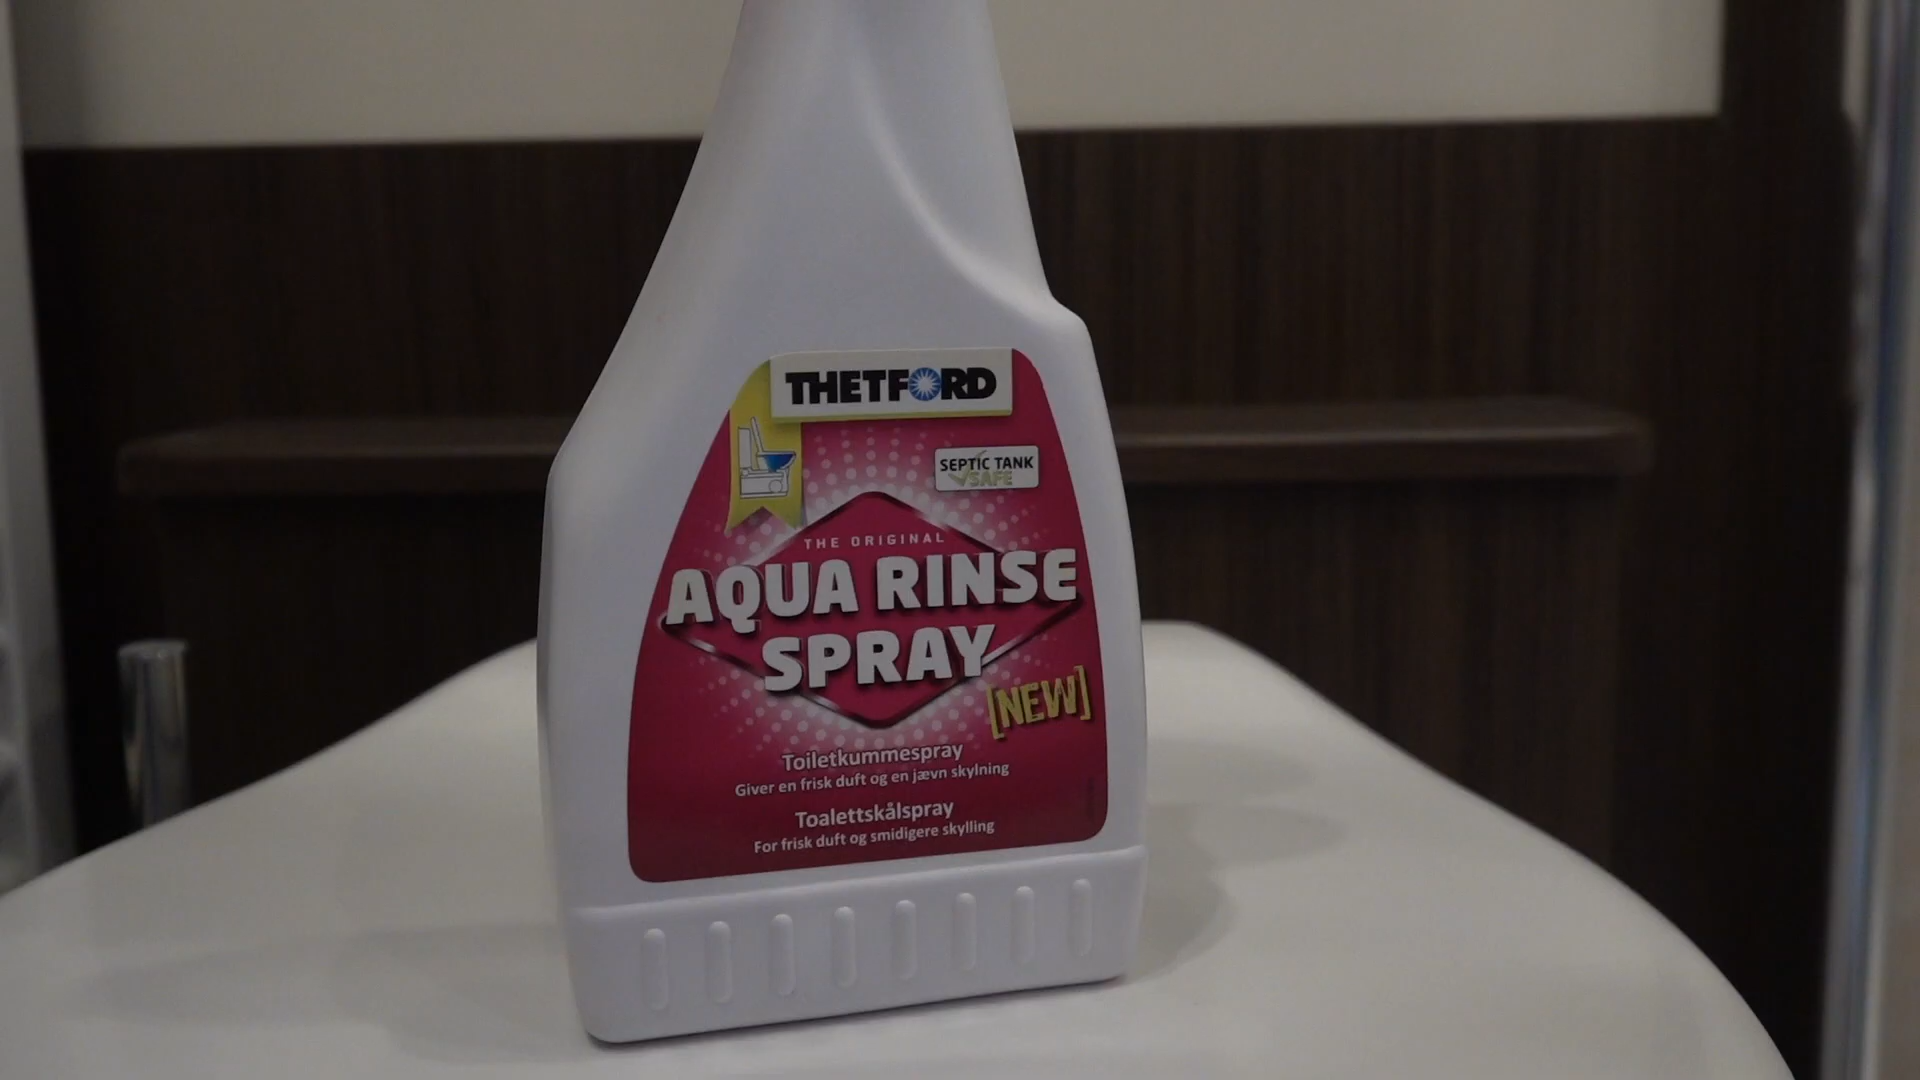 THETFORD
SEPTIC TANK
SAFE
THE ORIGINAL
AQUA RINSE
SPRAY
[NEW]
Toiletkummespray
Giver en frisk duft og en jævn skylning
Toalettskålspray
For frisk duft og smidigere skylling